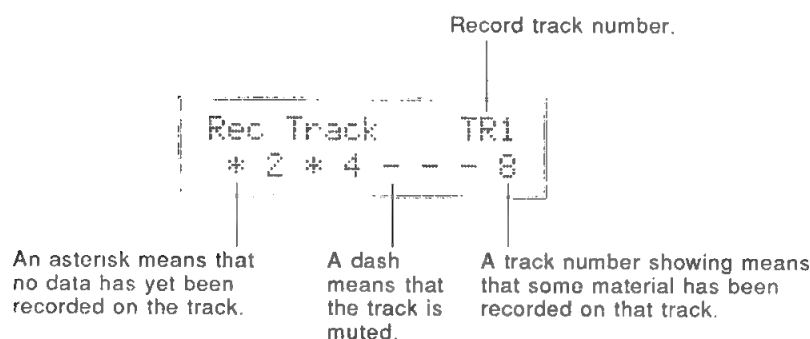 Record track number.
Rec Track TR1
* 2 * 4 - - - 8
An asterisk means that
no data has yet been
recorded on the track.
A dash
means that
the track is
muted.
A track number showing means
that some material has been
recorded on that track.